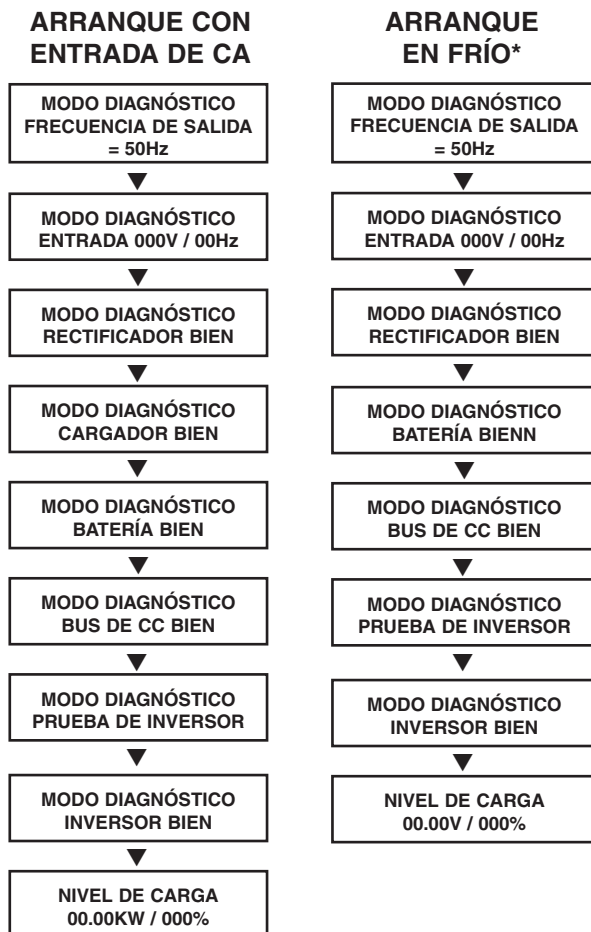 ARRANQUE CON
ENTRADA DE CA
MODO DIAGNÓSTICO
FRECUENCIA DE SALIDA
= 50Hz
MODO DIAGNÓSTICO
ENTRADA 000V / 00Hz
MODO DIAGNÓSTICO
RECTIFICADOR BIEN
MODO DIAGNÓSTICO
CARGADOR BIEN
MODO DIAGNÓSTICO
BATERÍA BIEN
MODO DIAGNÓSTICO
BUS DE CC BIEN
MODO DIAGNÓSTICO
PRUEBA DE INVERSOR
MODO DIAGNÓSTICO
INVERSOR BIEN
NIVEL DE CARGA
00.00KW / 000%
ARRANQUE
EN FRÍO*
MODO DIAGNÓSTICO
FRECUENCIA DE SALIDA
= 50Hz
MODO DIAGNÓSTICO
ENTRADA 000V / 00Hz
MODO DIAGNÓSTICO
RECTIFICADOR BIEN
MODO DIAGNÓSTICO
BATERÍA BIENN
MODO DIAGNÓSTICO
BUS DE CC BIEN
MODO DIAGNÓSTICO
PRUEBA DE INVERSOR
MODO DIAGNÓSTICO
INVERSOR BIEN
NIVEL DE CARGA
00.00V / 000%